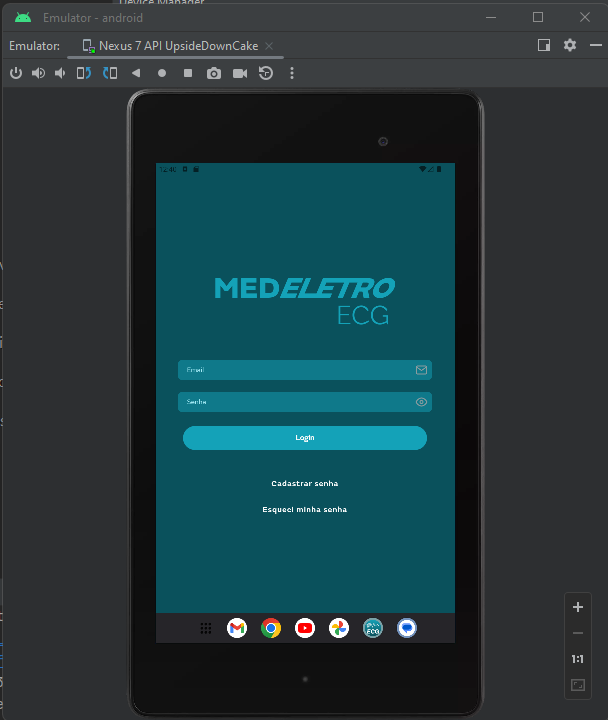 Device Manager
Emulator - android
Emulator: Nexus 7 API UpsideDownCake
12:40
MEDELETRO
ECG
Email
Senha
Login
Cadastrar senha
Esqueci minha senha
ECG
1:1